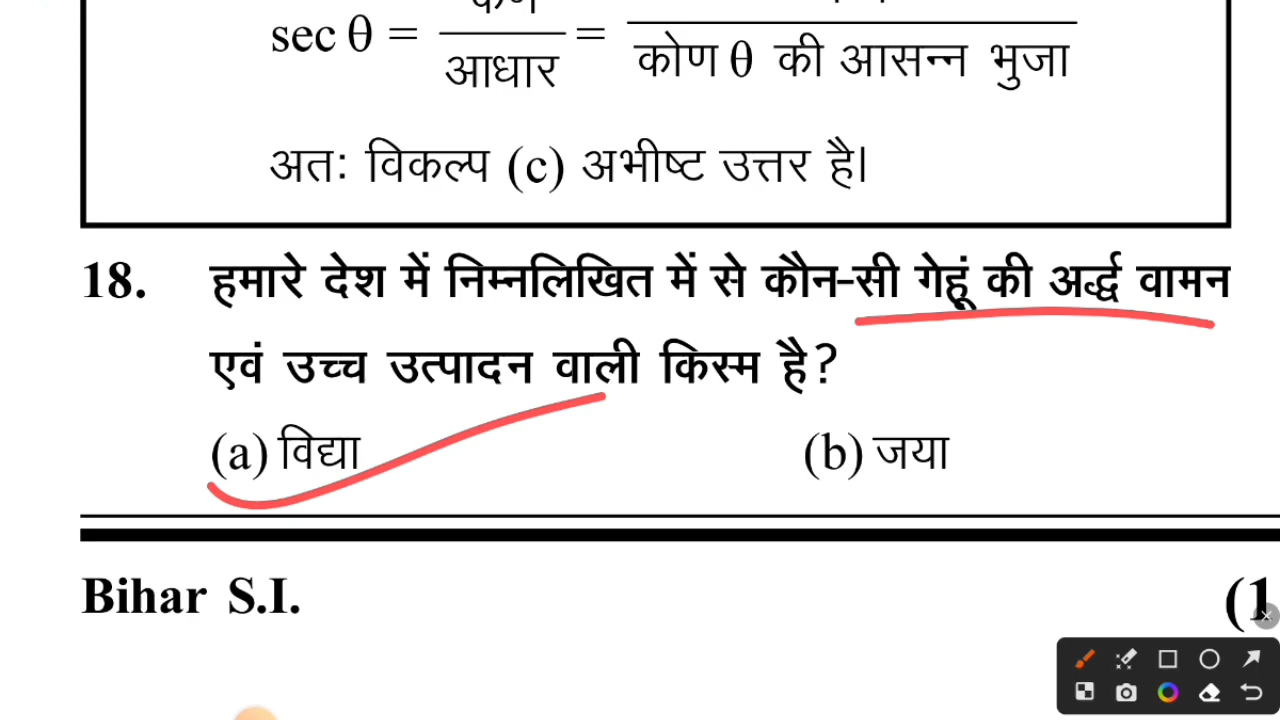 sec θ = ―― = ――
आधार
कोण θ की आसन्न भुजा
अतः विकल्प (c) अभीष्ट उत्तर है।
18. हमारे देश में निम्नलिखित में से कौन-सी गेहूं की अर्द्ध वामन
एवं उच्च उत्पादन वाली किस्म है?
(a) विद्या (b) जया
Bihar S.I. (1